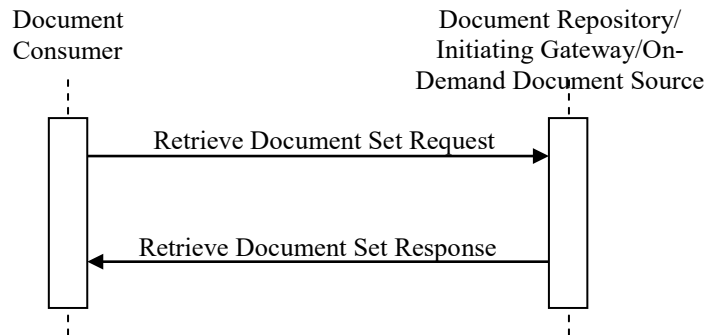 Document
Consumer
Document Repository/
Initiating Gateway/On-
Demand Document Source
Retrieve Document Set Request
Retrieve Document Set Response